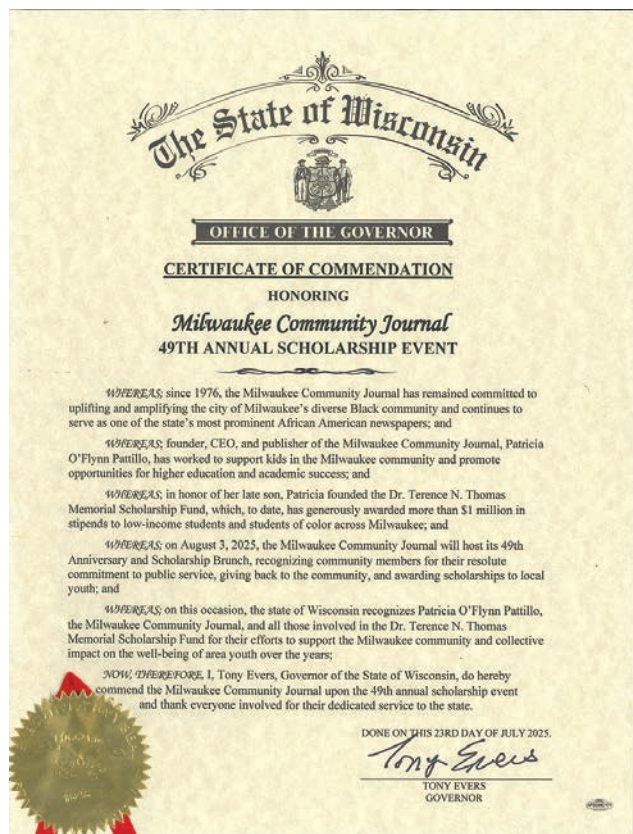 The State of Wisconsin
OFFICE OF THE GOVERNOR
CERTIFICATE OF COMMENDATION
HONORING
Milwaukee Community Journal
49TH ANNUAL SCHOLARSHIP EVENT
WHEREAS; since 1976, the Milwaukee Community Journal has remained committed to
uplifting and amplifying the city of Milwaukee's diverse Black community and continues to
serve as one of the state's most prominent African American newspapers; and
WHEREAS; founder, CEO, and publisher of the Milwaukee Community Journal, Patricia
O'Flynn Pattillo, has worked to support kids in the Milwaukee community and promote
opportunities for higher education and academic success; and
WHEREAS; in honor of her late son, Patricia founded the Dr. Terence N. Thomas
Memorial Scholarship Fund, which, to date, has generously awarded more than $1 million in
stipends to low-income students and students of color across Milwaukee; and
WHEREAS; on August 3, 2025, the Milwaukee Community Journal will host its 49th
Anniversary and Scholarship Brunch, recognizing community members for their resolute
commitment to public service, giving back to the community, and awarding scholarships to local
youth; and
WHEREAS; on this occasion, the state of Wisconsin recognizes Patricia O'Flynn Pattillo,
the Milwaukee Community Journal, and all those involved in the Dr. Terence N. Thomas
Memorial Scholarship Fund for their efforts to support the Milwaukee community and collective
impact on the well-being of area youth over the years;
NOW, THEREFORE, I, Tony Evers, Governor of the State of Wisconsin, do hereby
commend the Milwaukee Community Journal upon the 49th annual scholarship event
and thank everyone involved for their dedicated service to the state.
DONE ON THIS 23RD DAY OF JULY 2025.
Tony Evers
TONY EVERS
GOVERNOR